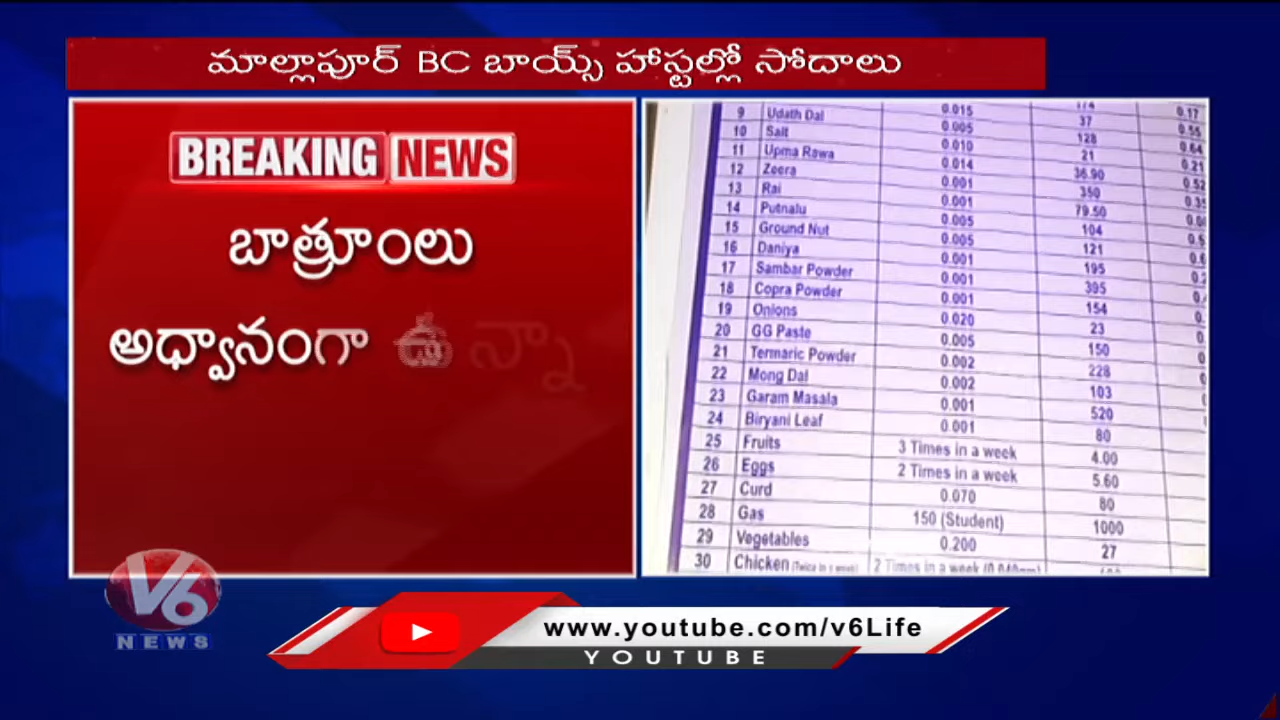 మాల్లాపూర్ BC బాయ్స్ హాస్టల్లో సోదాలు
BREAKING NEWS
బాత్రూంలు
అధ్వానంగా ఉన్నా
174
9 Udath Dal 0.015 37 0.17
10 Salt 0.005 128 0.55
11 Upma Rawa 0.010 21 0.64
12 Zeera 0.014 36.90 0.21
13 Rai 0.001 350 0.52
14 Putnalu 0.001 79.50
15 Ground Nut 0.005 104
16 Daniya 0.005 121
17 Sambar Powder 0.001 195
18 Copra Powder 0.001 395
19 Onions 0.001 154
20 GG Paste 0.020 23
21 Termaric Powder 0.005 150
22 Mong Dal 0.002 228
23 Garam Masala 0.002 103
24 Biryani Leaf 0.001 520
25 Fruits 0.001 80
26 Eggs 3 Times in a week 4.00
27 Curd 2 Times in a week 5.60
28 Gas 0.070 80
29 Vegetables 150 (Student) 1000
30 Chicken (Twice in a week) 0.200 27
2 Times in a week
V6
NEWS
www.youtube.com/v6Life
YOUTUBE